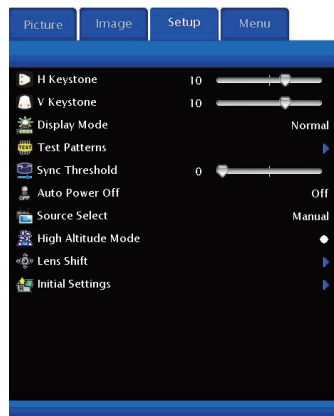 Picture Image Setup Menu
H Keystone 10
V Keystone 10
Display Mode Normal
Test Patterns
Sync Threshold 0
Auto Power Off Off
Source Select Manual
High Altitude Mode
Lens Shift
Initial Settings